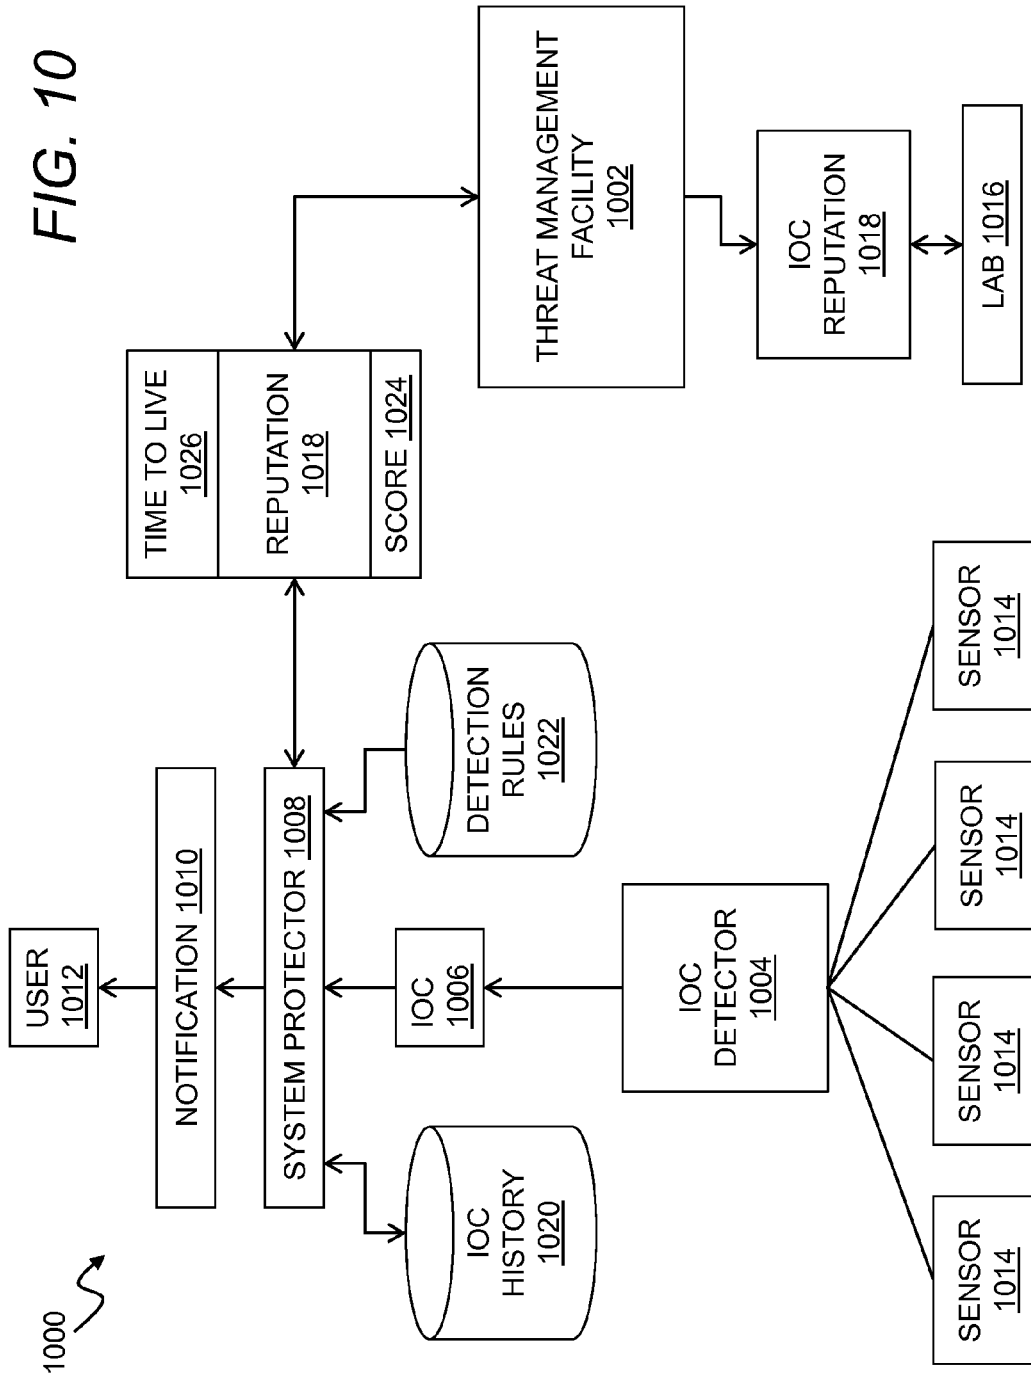 FIG. 10
1000
USER
1012
NOTIFICATION 1010
SYSTEM PROTECTOR 1008
IOC
HISTORY
1020
IOC
1006
DETECTION
RULES
1022
TIME TO LIVE
1026
REPUTATION
1018
SCORE 1024
THREAT MANAGEMENT
FACILITY
1002
IOC
REPUTATION
1018
LAB 1016
IOC
DETECTOR
1004
SENSOR
1014
SENSOR
1014
SENSOR
1014
SENSOR
1014